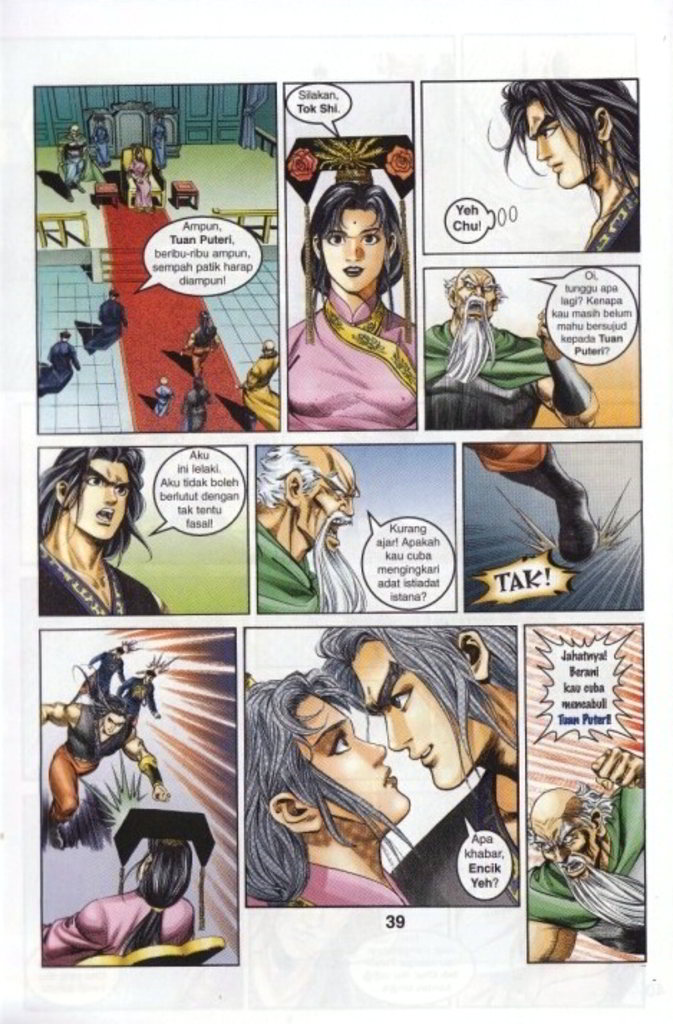 Ampun,
Tuan Puteri,
beribu-ribu ampun,
sempah patik harap
diampun!
Silakan,
Tok Shi.
Yeh
Chu!
Oi,
tunggu apa
lagi? Kenapa
kau masih belum
mahu bersujud
kepada Tuan
Puteri?
Aku
ini lelaki.
Aku tidak boleh
berlutut dengan
tak tentu
fasal!
Kurang
ajar! Apakah
kau cuba
mengingkari
adat istiadat
istana?
TAK!
Apa
khabar,
Encik
Yeh?
Jahatnya!
Berani
kau cuba
mencabuli
Tuan Puteri!
39